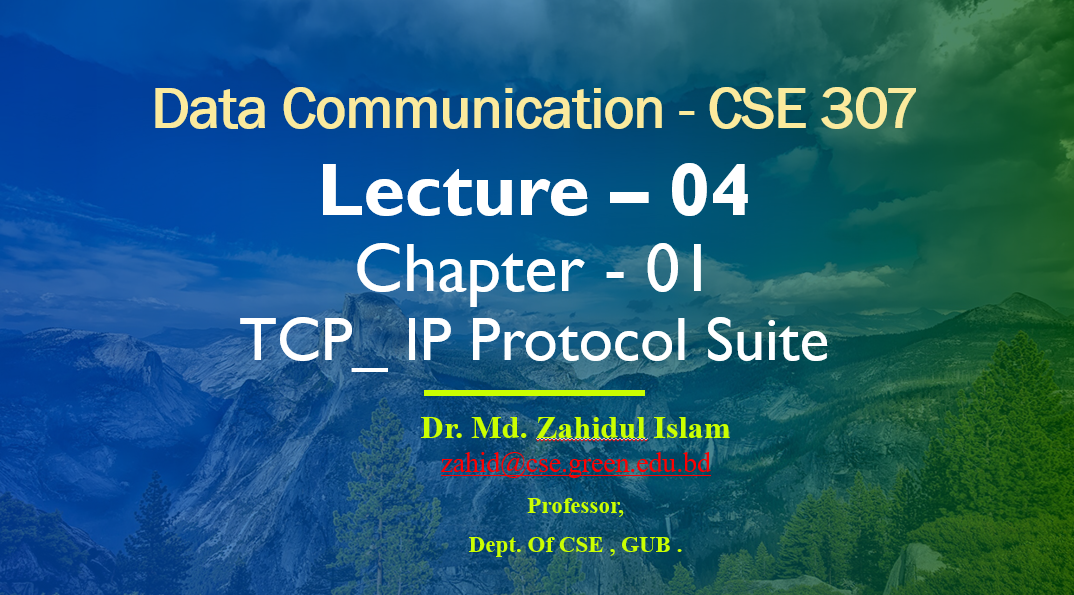 Data Communication - CSE 307
Lecture – 04
Chapter - 01
TCP_ IP Protocol Suite
Dr. Md. Zahidul Islam
zahid@cse.green.edu.bd
Professor,
Dept. Of CSE , GUB .